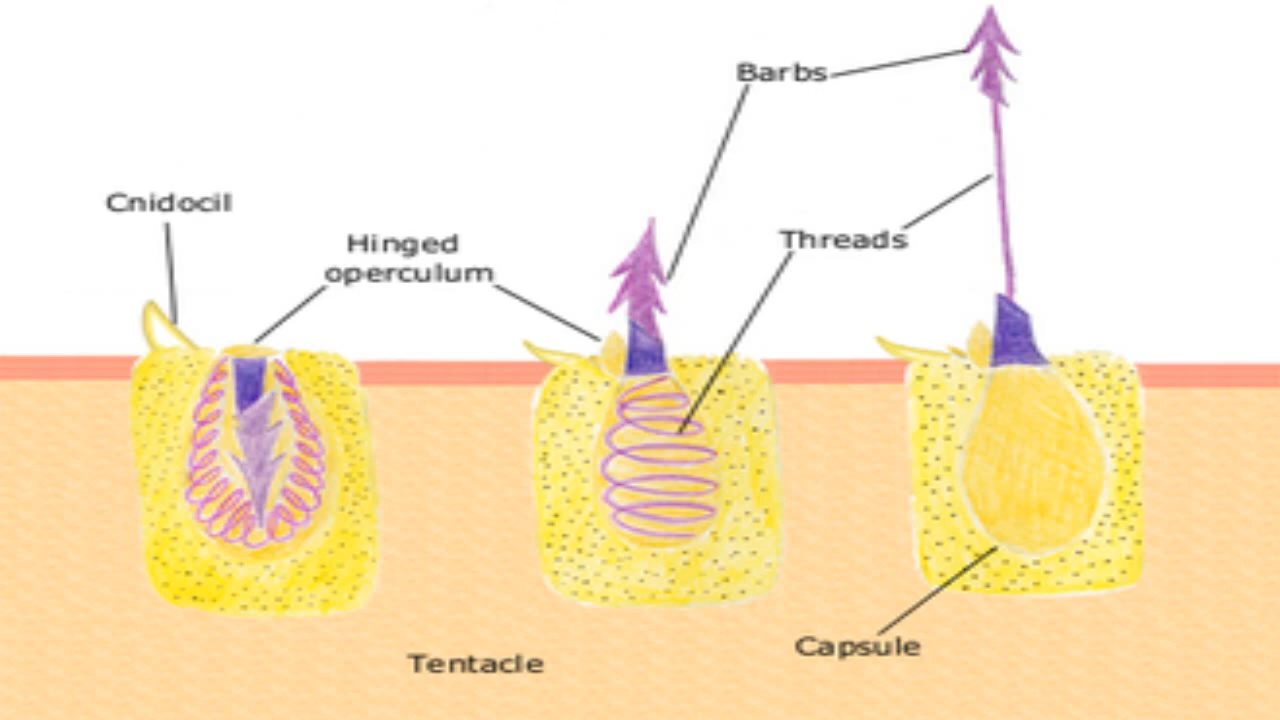 Barbs
Cnidocil
Hinged
operculum
Threads
Capsule
Tentacle